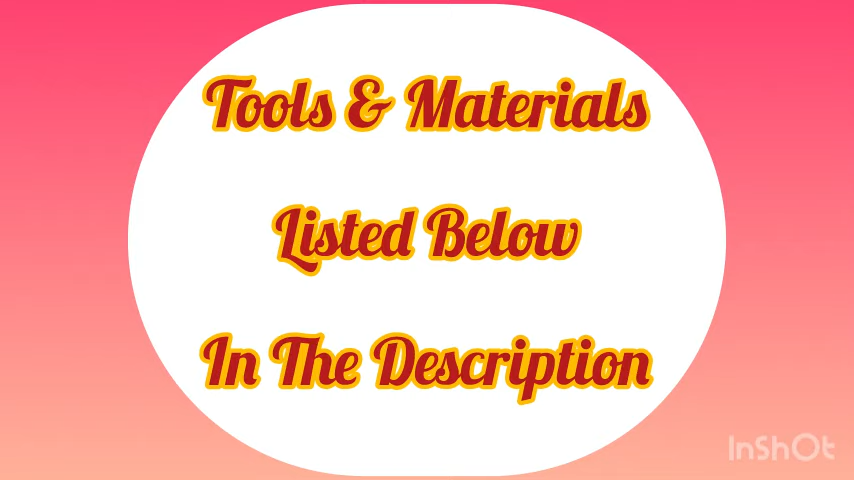 Tools & Materials
Listed Below
In The Description
InShOt